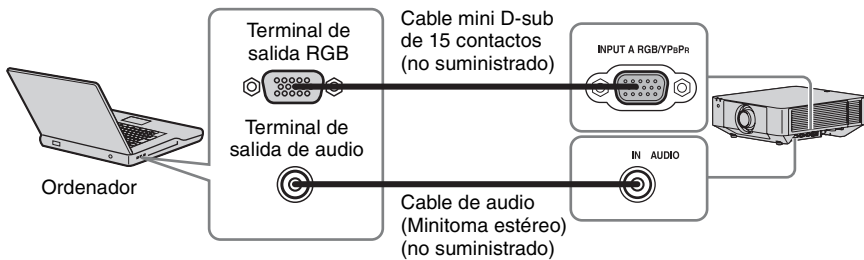 Terminal de
salida RGB
Cable mini D-sub
de 15 contactos
(no suministrado)
INPUT A RGB/YPBPR
Terminal de
salida de audio
IN AUDIO
Ordenador
Cable de audio
(Minitoma estéreo)
(no suministrado)